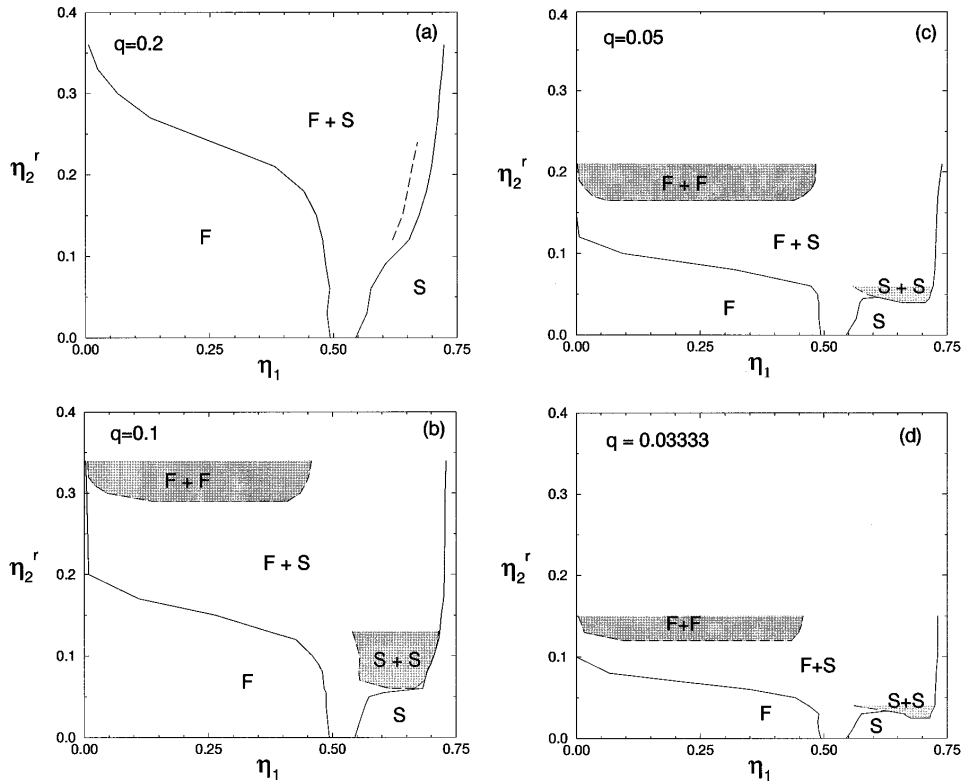 (a)
q=0.2
0.4
0.3
0.2
0.1
0.0
η₂ʳ
F + S
F
S
0.00
0.25
0.50
0.75
η₁
(c)
q=0.05
0.4
0.3
0.2
0.1
0.0
η₂ʳ
F + F
F + S
S + S
F
S
0.00
0.25
0.50
0.75
η₁
(b)
q=0.1
0.4
0.3
0.2
0.1
0.0
η₂ʳ
F + F
F + S
S + S
F
S
0.00
0.25
0.50
0.75
η₁
(d)
q = 0.03333
0.4
0.3
0.2
0.1
0.0
η₂ʳ
F+F
F+S
S+S
F
S
0.00
0.25
0.50
0.75
η₁